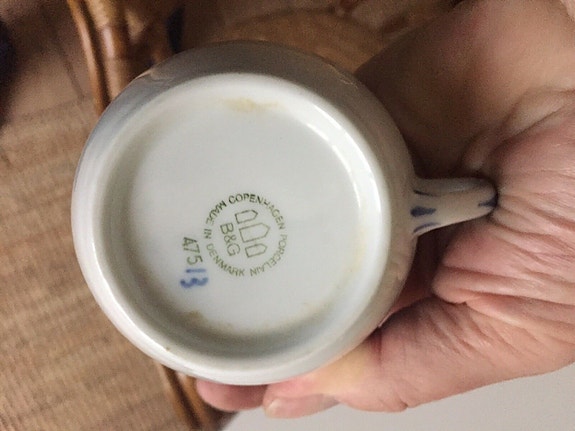 COPENHAGEN PORCELAIN
MADE IN DENMARK
B&G
475
13